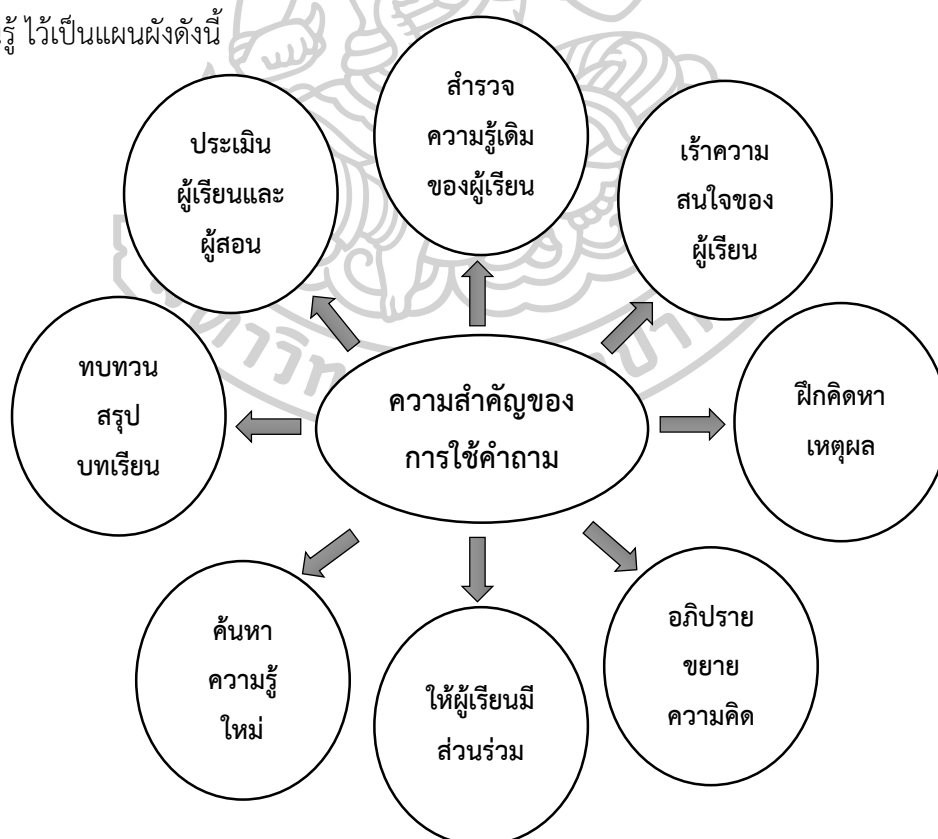 ไว้เป็นแผนผังดังนี้
สำรวจ
ความรู้เดิม
ของผู้เรียน
เร้าความ
สนใจของ
ผู้เรียน
ฝึกคิดหา
เหตุผล
อภิปราย
ขยาย
ความคิด
ให้ผู้เรียนมี
ส่วนร่วม
ค้นหา
ความรู้
ใหม่
ทบทวน
สรุป
บทเรียน
ประเมิน
ผู้เรียนและ
ผู้สอน
ความสำคัญของ
การใช้คำถาม